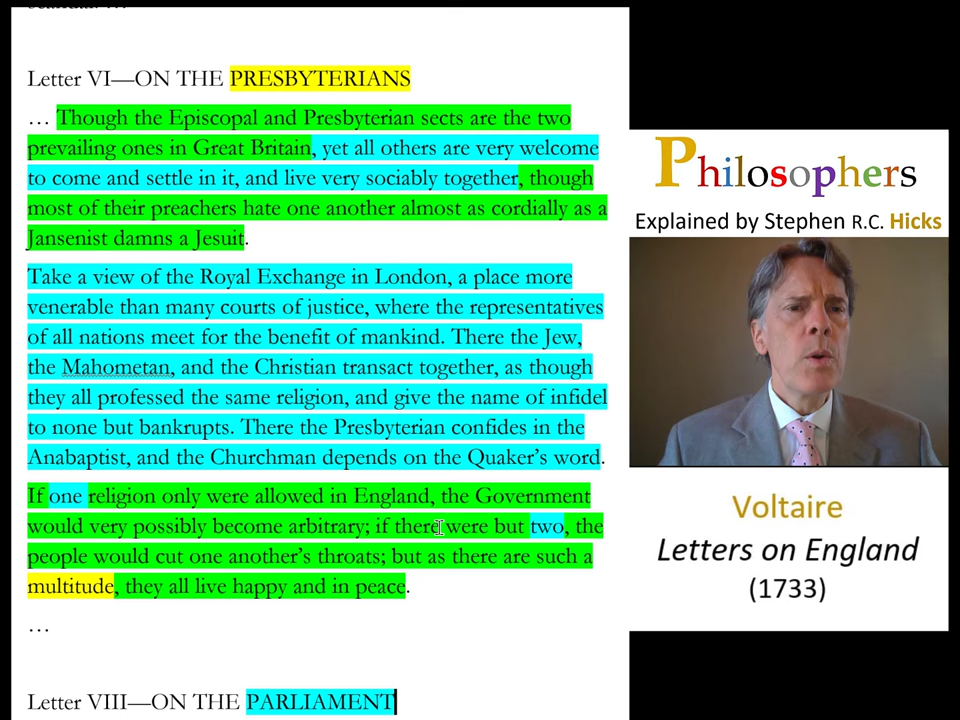 Letter VI—ON THE PRESBYTERIANS
… Though the Episcopal and Presbyterian sects are the two
prevailing ones in Great Britain, yet all others are very welcome
to come and settle in it, and live very sociably together, though
most of their preachers hate one another almost as cordially as a
Jansenist damns a Jesuit.
Take a view of the Royal Exchange in London, a place more
venerable than many courts of justice, where the representatives
of all nations meet for the benefit of mankind. There the Jew,
the Mahometan, and the Christian transact together, as though
they all professed the same religion, and give the name of infidel
to none but bankrupts. There the Presbyterian confides in the
Anabaptist, and the Churchman depends on the Quaker's word.
If one religion only were allowed in England, the Government
would very possibly become arbitrary; if there were but two, the
people would cut one another's throats; but as there are such a
multitude, they all live happy and in peace.
…
Letter VIII—ON THE PARLIAMENT
Philosophers
Explained by Stephen R.C. Hicks
Voltaire
Letters on England
(1733)